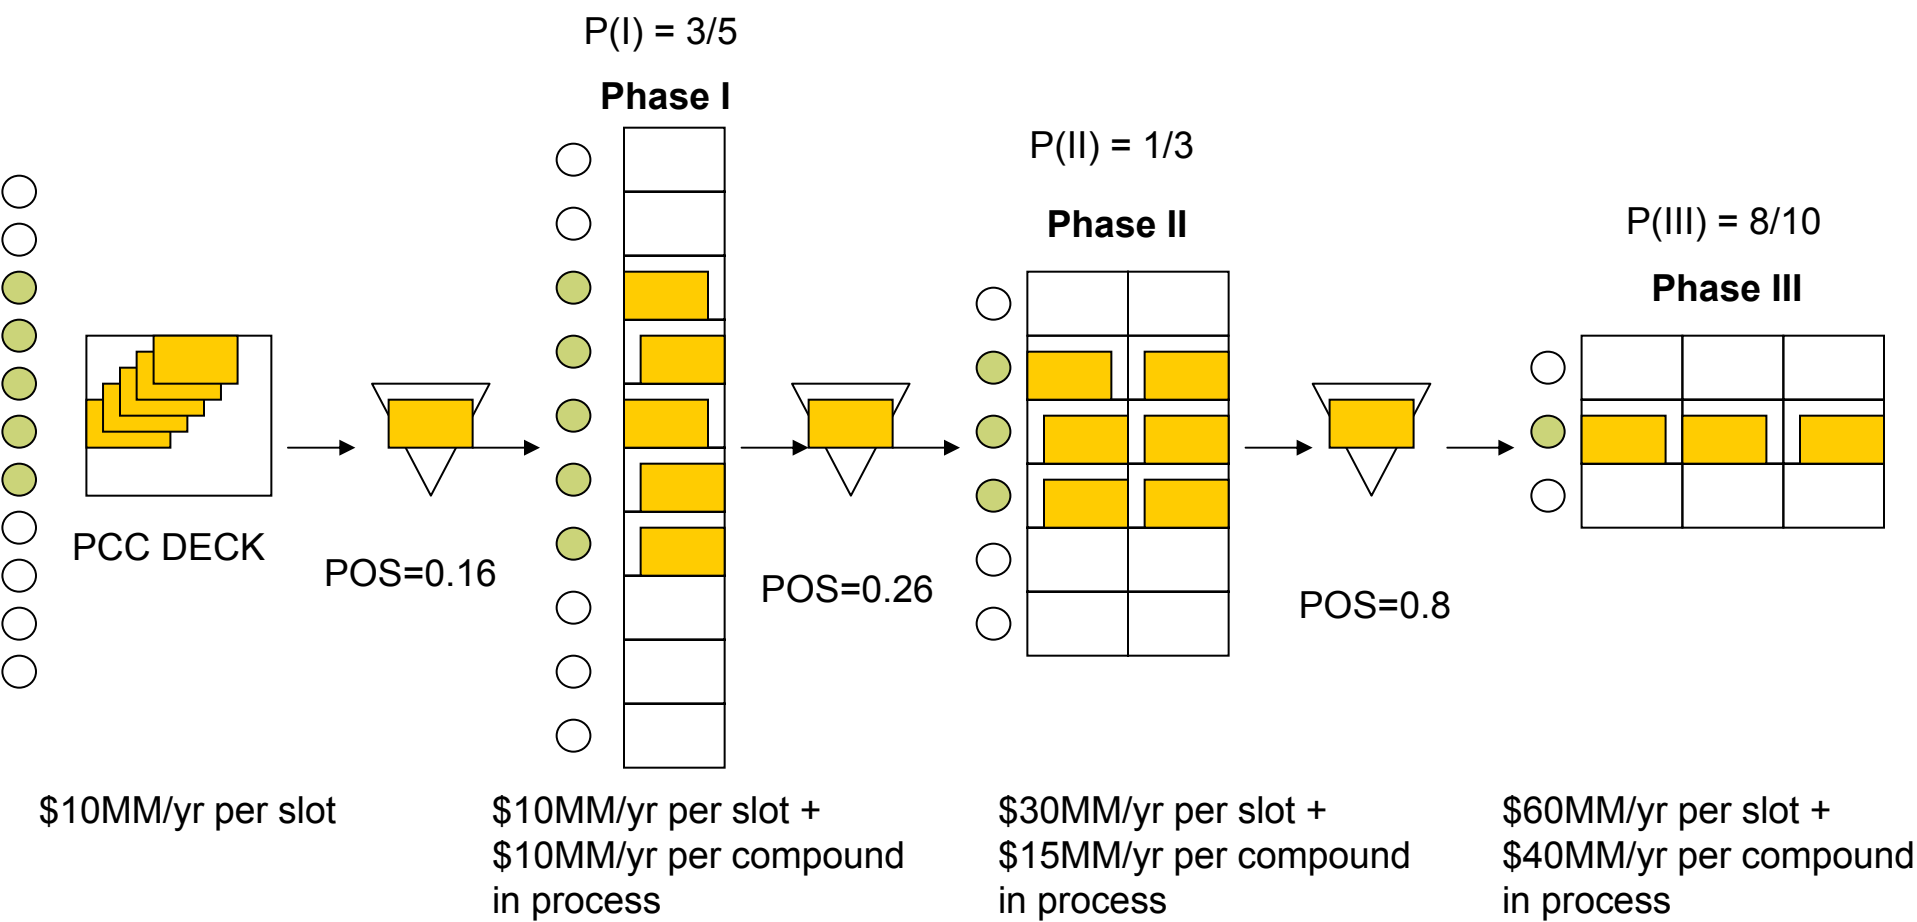 P(I) = 3/5
Phase I
P(II) = 1/3
Phase II
P(III) = 8/10
Phase III
PCC DECK
POS=0.16
POS=0.26
POS=0.8
$10MM/yr per slot
$10MM/yr per slot +
$10MM/yr per compound
in process
$30MM/yr per slot +
$15MM/yr per compound
in process
$60MM/yr per slot +
$40MM/yr per compound
in process